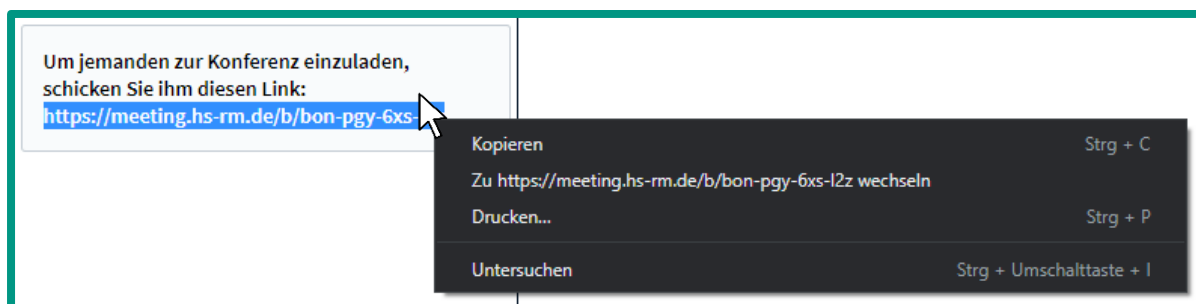 Um jemanden zur Konferenz einzuladen,
schicken Sie ihm diesen Link:
https://meeting.hs-rm.de/b/bon-pgy-6xs-
Kopieren Strg + C
Zu https://meeting.hs-rm.de/b/bon-pgy-6xs-l2z wechseln
Drucken... Strg + P
Untersuchen Strg + Umschalttaste + I